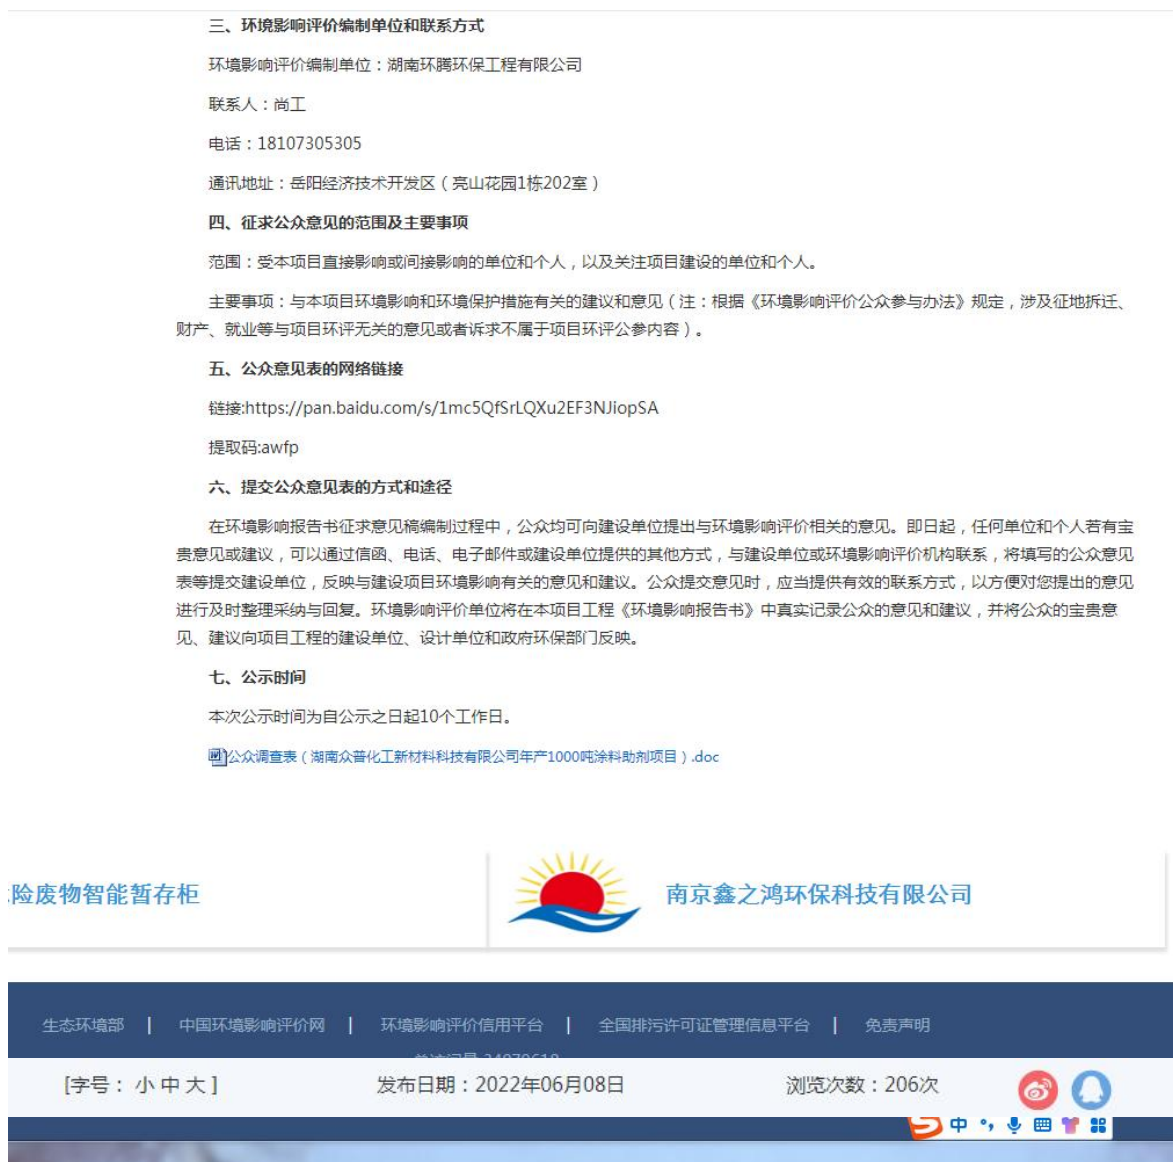 三、环境影响评价编制单位和联系方式
环境影响评价编制单位：湖南环腾环保工程有限公司
联系人：尚工
电话：18107305305
通讯地址：岳阳经济技术开发区（亮山花园1栋202室）
四、征求公众意见的范围及主要事项
范围：受本项目直接影响或间接影响的单位和个人，以及关注项目建设的单位和个人。
主要事项：与本项目环境影响和环境保护措施有关的建议和意见（注：根据《环境影响评价公众参与办法》规定，涉及征地拆迁、
财产、就业等与项目环评无关的意见或者诉求不属于项目环评公参内容）。
五、公众意见表的网络链接
链接:https://pan.baidu.com/s/1mc5QfSrLQXu2EF3NJiopSA
提取码:awfp
六、提交公众意见表的方式和途径
在环境影响报告书征求意见稿编制过程中，公众均可向建设单位提出与环境影响评价相关的意见。即日起，任何单位和个人若有宝
贵意见或建议，可以通过信函、电话、电子邮件或建设单位提供的其他方式，与建设单位或环境影响评价机构联系，将填写的公众意见
表等提交建设单位，反映与建设项目环境影响有关的意见和建议。公众提交意见时，应当提供有效的联系方式，以方便对您提出的意见
进行及时整理采纳与回复。环境影响评价单位将在本项目工程《环境影响报告书》中真实记录公众的意见和建议，并将公众的宝贵意
见、建议向项目工程的建设单位、设计单位和政府环保部门反映。
七、公示时间
本次公示时间为自公示之日起10个工作日。
公众调查表（湖南众普化工新材料科技有限公司年产1000吨涂料助剂项目）.doc
险废物智能暂存柜
南京鑫之鸿环保科技有限公司
生态环境部 | 中国环境影响评价网 | 环境影响评价信用平台 | 全国排污许可证管理信息平台 | 免责声明
[字号：小 中 大 ] 发布日期：2022年06月08日 浏览次数：206次
中